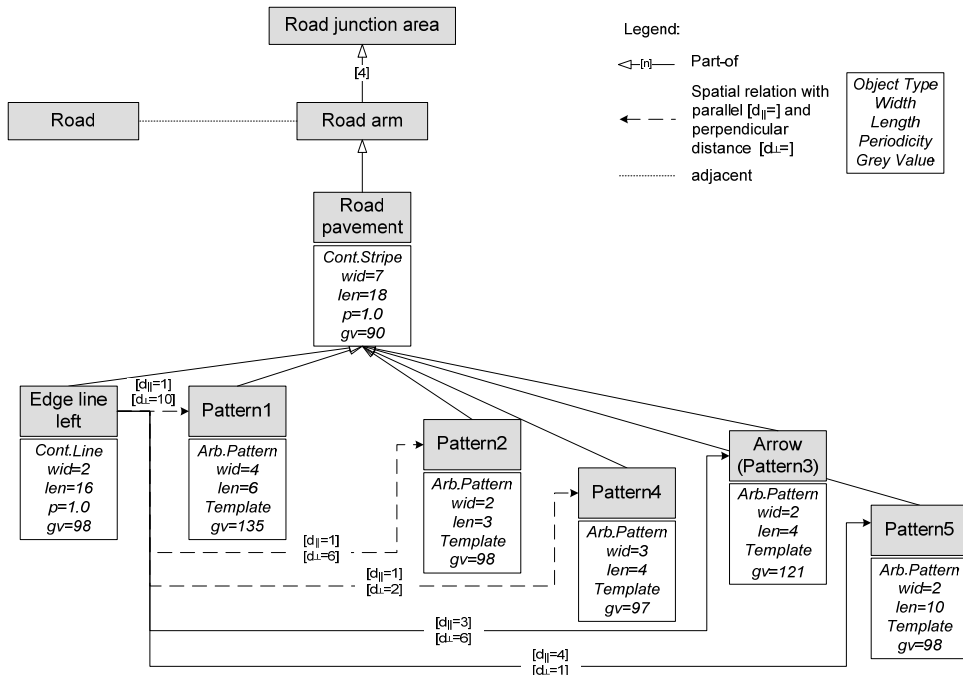 Road junction area
[4]
Road
Road arm
Road
pavement
Cont.Stripe
wid=7
len=18
p=1.0
gv=90
Legend:
[n]
Part-of
Spatial relation with
parallel [d||=] and
perpendicular
distance [d⊥=]
adjacent
Object Type
Width
Length
Periodicity
Grey Value
Edge line
left
Cont.Line
wid=2
len=16
p=1.0
gv=98
[d||=1]
[d⊥=10]
Pattern1
Arb.Pattern
wid=4
len=6
Template
gv=135
[d||=1]
[d⊥=6]
Pattern2
Arb.Pattern
wid=2
len=3
Template
gv=98
[d||=1]
[d⊥=2]
Pattern4
Arb.Pattern
wid=3
len=4
Template
gv=97
[d||=3]
[d⊥=6]
Arrow
(Pattern3)
Arb.Pattern
wid=2
len=4
Template
gv=121
[d||=4]
[d⊥=1]
Pattern5
Arb.Pattern
wid=2
len=10
Template
gv=98